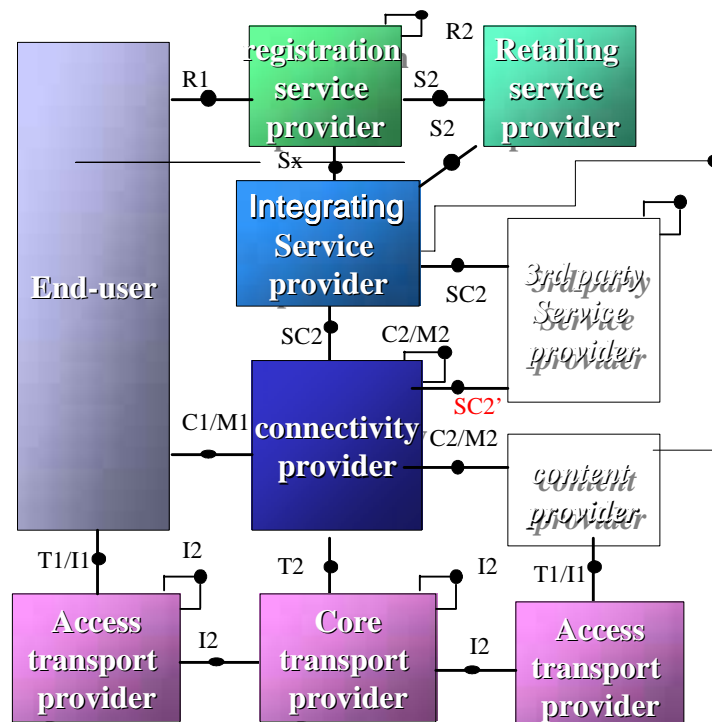 R2
registration
service
provider
Retailing
service
provider
R1
S2
S2
Sx
Integrating
Service
provider
End-user
SC2
3rd party
Service
provider
SC2
C2/M2
SC2'
C1/M1
connectivity
provider
C2/M2
content
provider
T1/I1
I2
T2
I2
T1/I1
Access
transport
provider
I2
Core
transport
provider
I2
Access
transport
provider